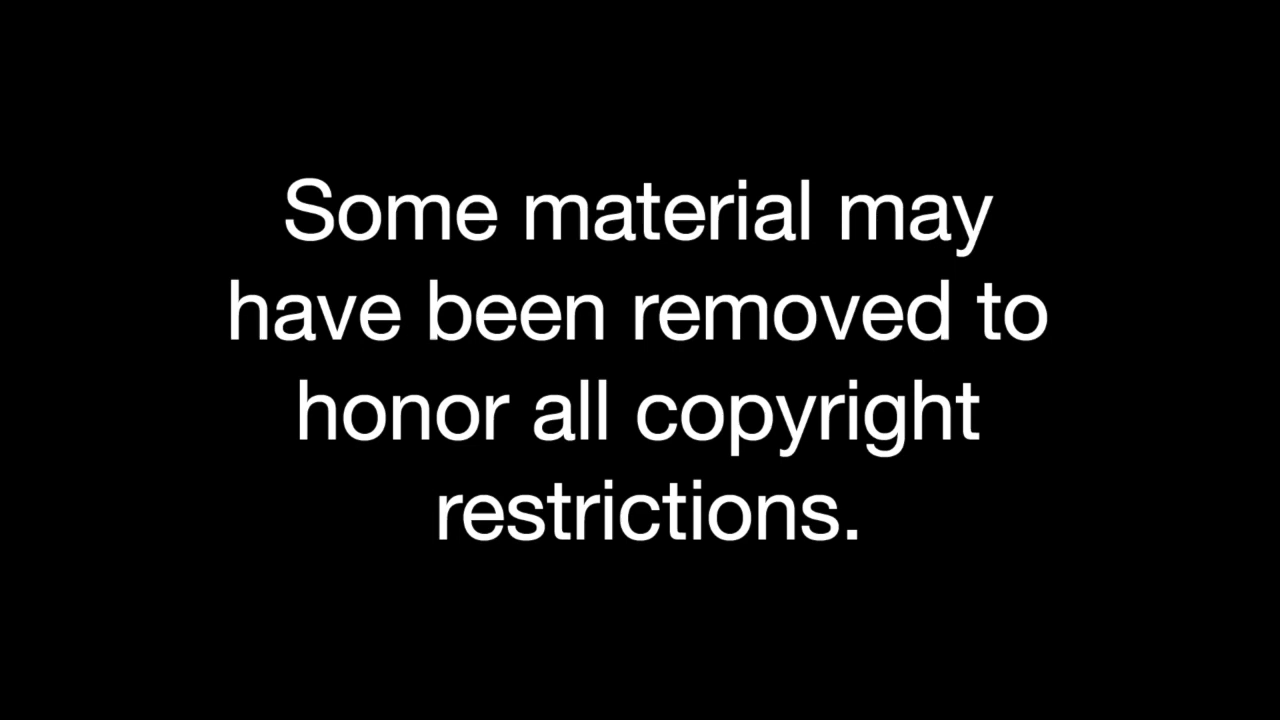 Some material may
have been removed to
honor all copyright
restrictions.